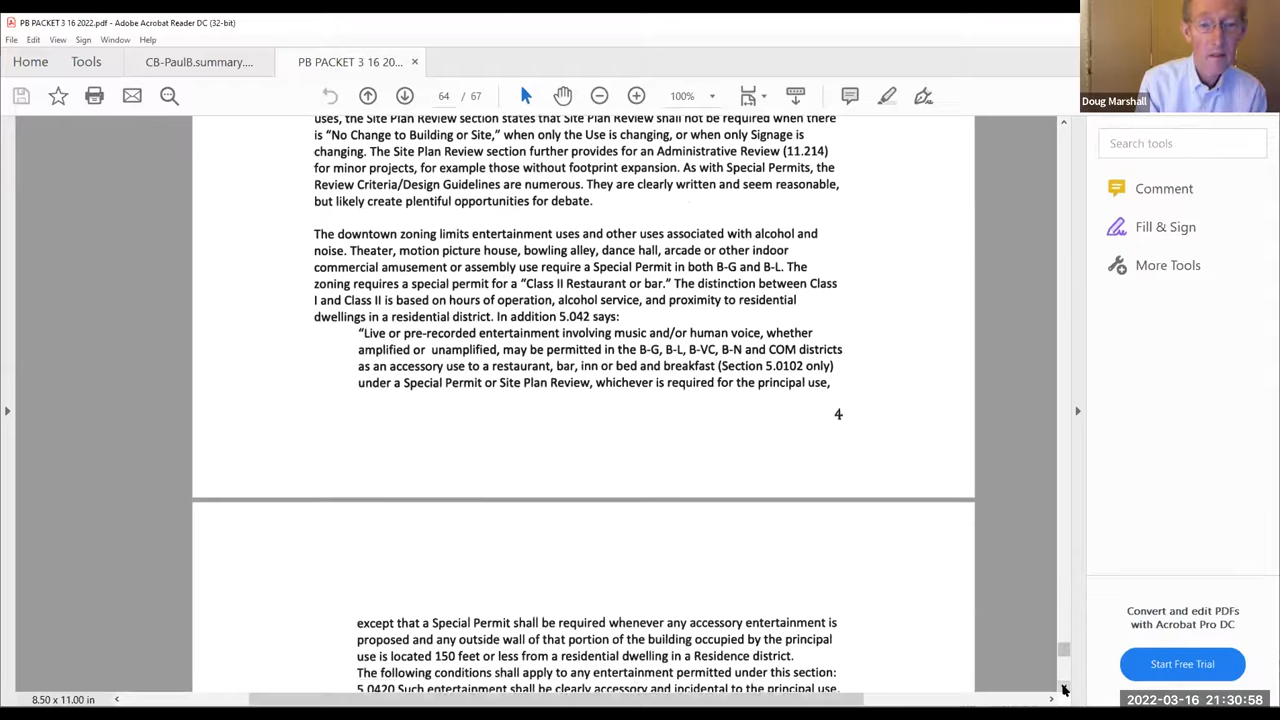 PB PACKET 3 16 2022.pdf - Adobe Acrobat Reader DC (32-bit)
File Edit View Sign Window Help
Home Tools CB-PaulB.summary.... PB PACKET 3 16 20... ×
64 / 67 100%
Doug Marshall
uses, the Site Plan Review section states that Site Plan Review shall not be required when there
is “No Change to Building or Site,” when only the Use is changing, or when only Signage is
changing. The Site Plan Review section further provides for an Administrative Review (11.214)
for minor projects, for example those without footprint expansion. As with Special Permits, the
Review Criteria/Design Guidelines are numerous. They are clearly written and seem reasonable,
but likely create plentiful opportunities for debate.
The downtown zoning limits entertainment uses and other uses associated with alcohol and
noise. Theater, motion picture house, bowling alley, dance hall, arcade or other indoor
commercial amusement or assembly use require a Special Permit in both B-G and B-L. The
zoning requires a special permit for a “Class II Restaurant or bar.” The distinction between Class
I and Class II is based on hours of operation, alcohol service, and proximity to residential
dwellings in a residential district. In addition 5.042 says:
“Live or pre-recorded entertainment involving music and/or human voice, whether
amplified or unamplified, may be permitted in the B-G, B-L, B-VC, B-N and COM districts
as an accessory use to a restaurant, bar, inn or bed and breakfast (Section 5.0102 only)
under a Special Permit or Site Plan Review, whichever is required for the principal use,
4
except that a Special Permit shall be required whenever any accessory entertainment is
proposed and any outside wall of that portion of the building occupied by the principal
use is located 150 feet or less from a residential dwelling in a Residence district.
The following conditions shall apply to any entertainment permitted under this section:
5.0420 Such entertainment shall be clearly accessory and incidental to the principal use.
8.50 x 11.00 in
Search tools
Comment
Fill & Sign
More Tools
Convert and edit PDFs
with Acrobat Pro DC
Start Free Trial
2022-03-16 21:30:58